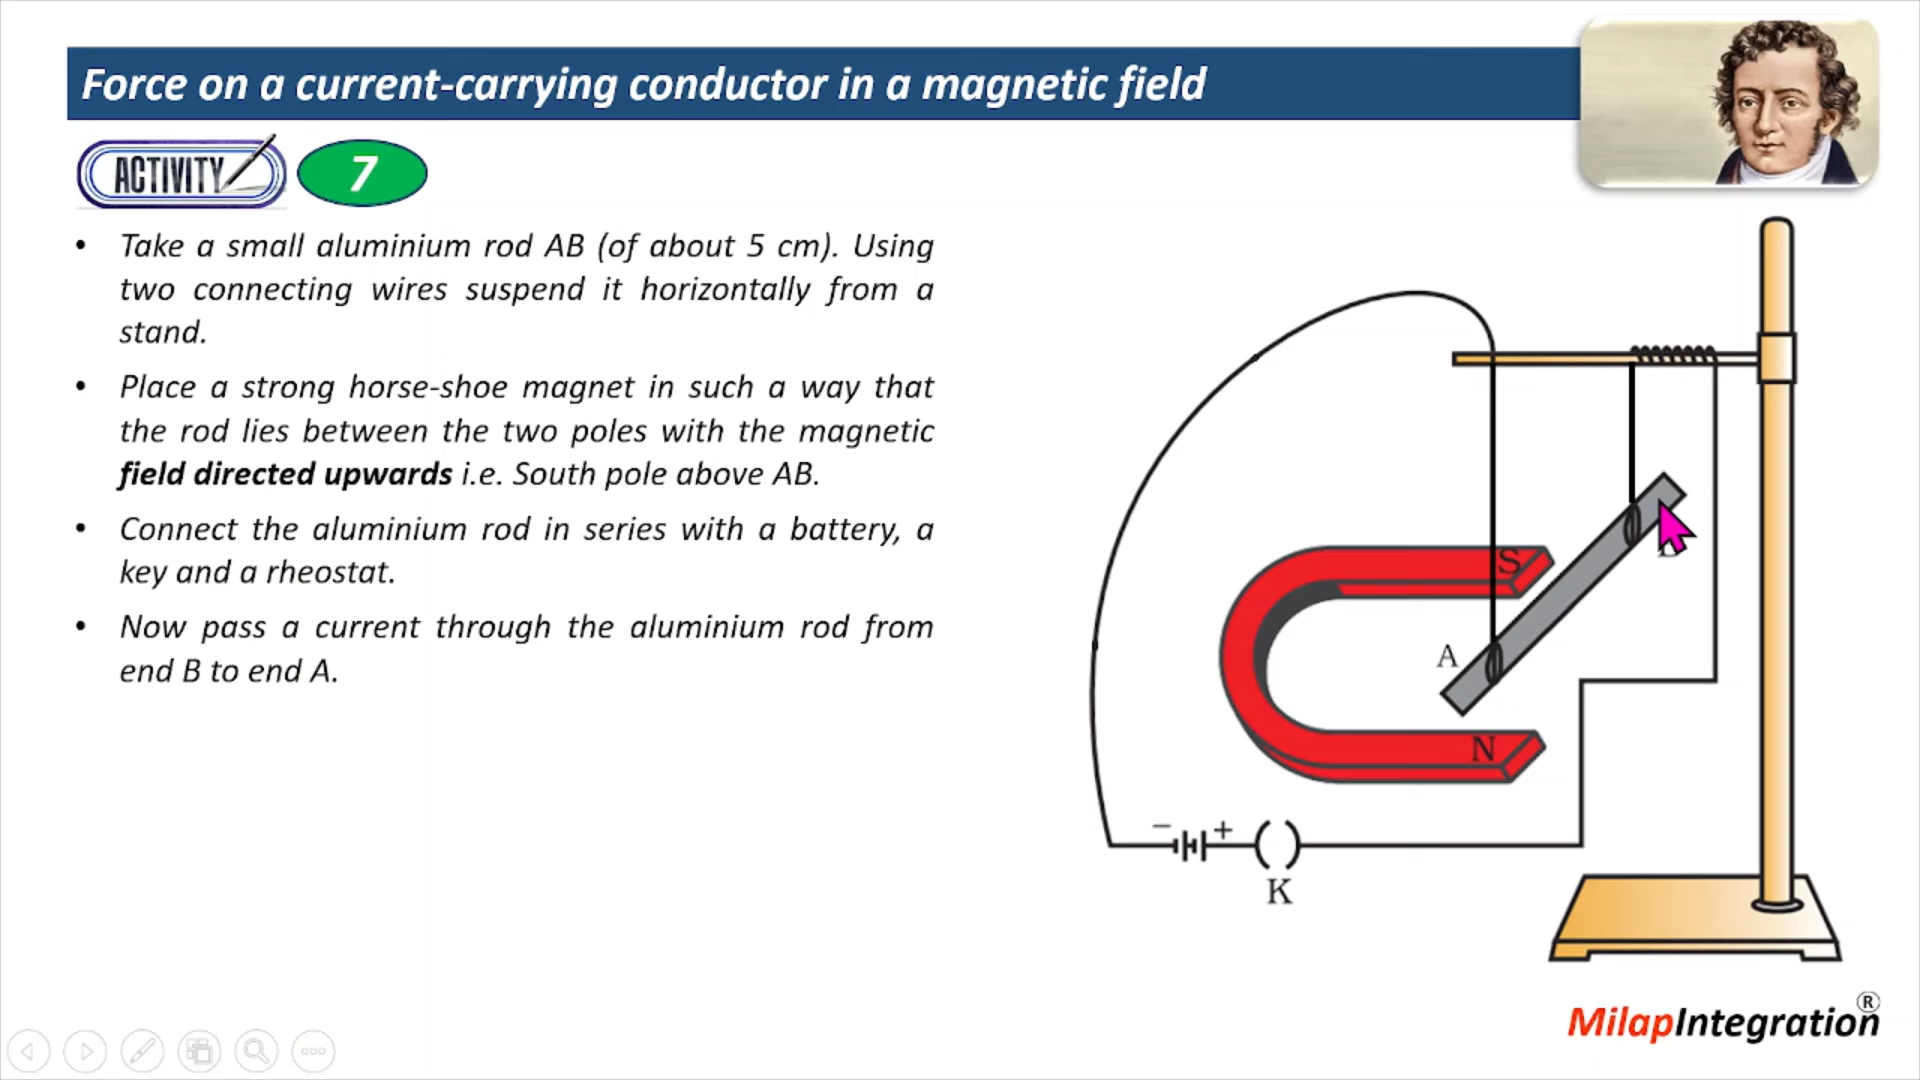 Force on a current-carrying conductor in a magnetic field
ACTIVITY 7
• Take a small aluminium rod AB (of about 5 cm). Using
two connecting wires suspend it horizontally from a
stand.
• Place a strong horse-shoe magnet in such a way that
the rod lies between the two poles with the magnetic
field directed upwards i.e. South pole above AB.
• Connect the aluminium rod in series with a battery, a
key and a rheostat.
• Now pass a current through the aluminium rod from
end B to end A.
S
A
N
− +
K
MilapIntegration®